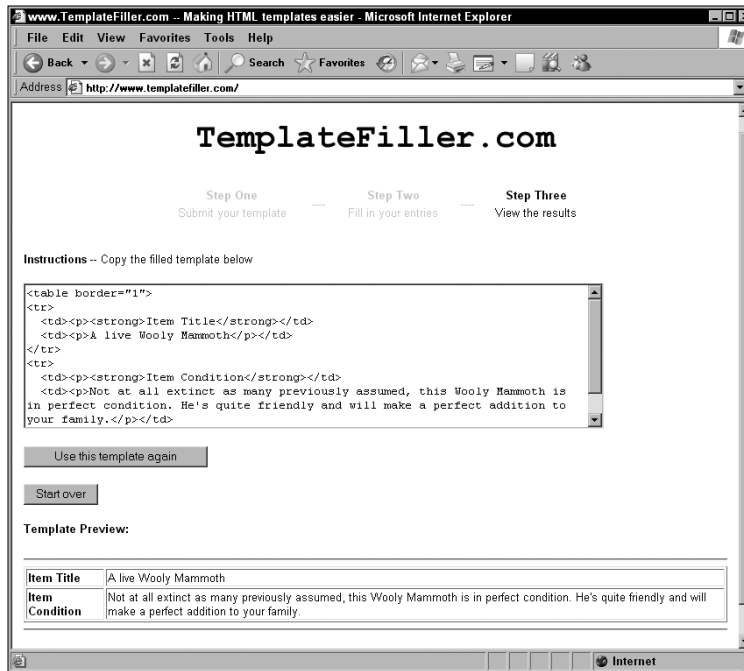 www.TemplateFiller.com -- Making HTML templates easier - Microsoft Internet Explorer
File Edit View Favorites Tools Help
Back Search Favorites
Address http://www.templatefiller.com/
TemplateFiller.com
Step One Step Two Step Three
Submit your template ---- Fill in your entries ---- View the results
Instructions -- Copy the filled template below
<table border="1">
<tr>
<td><p><strong>Item Title</strong></td>
<td><p>A live Wooly Mammoth</p></td>
</tr>
<tr>
<td><p><strong>Item Condition</strong></td>
<td><p>Not at all extinct as many previously assumed, this Wooly Mammoth is
in perfect condition. He's quite friendly and will make a perfect addition to
your family.</p></td>
Use this template again
Start over
Template Preview:
Item Title A live Wooly Mammoth
Item Not at all extinct as many previously assumed, this Wooly Mammoth is in perfect condition. He's quite friendly and will
Condition make a perfect addition to your family.
Internet